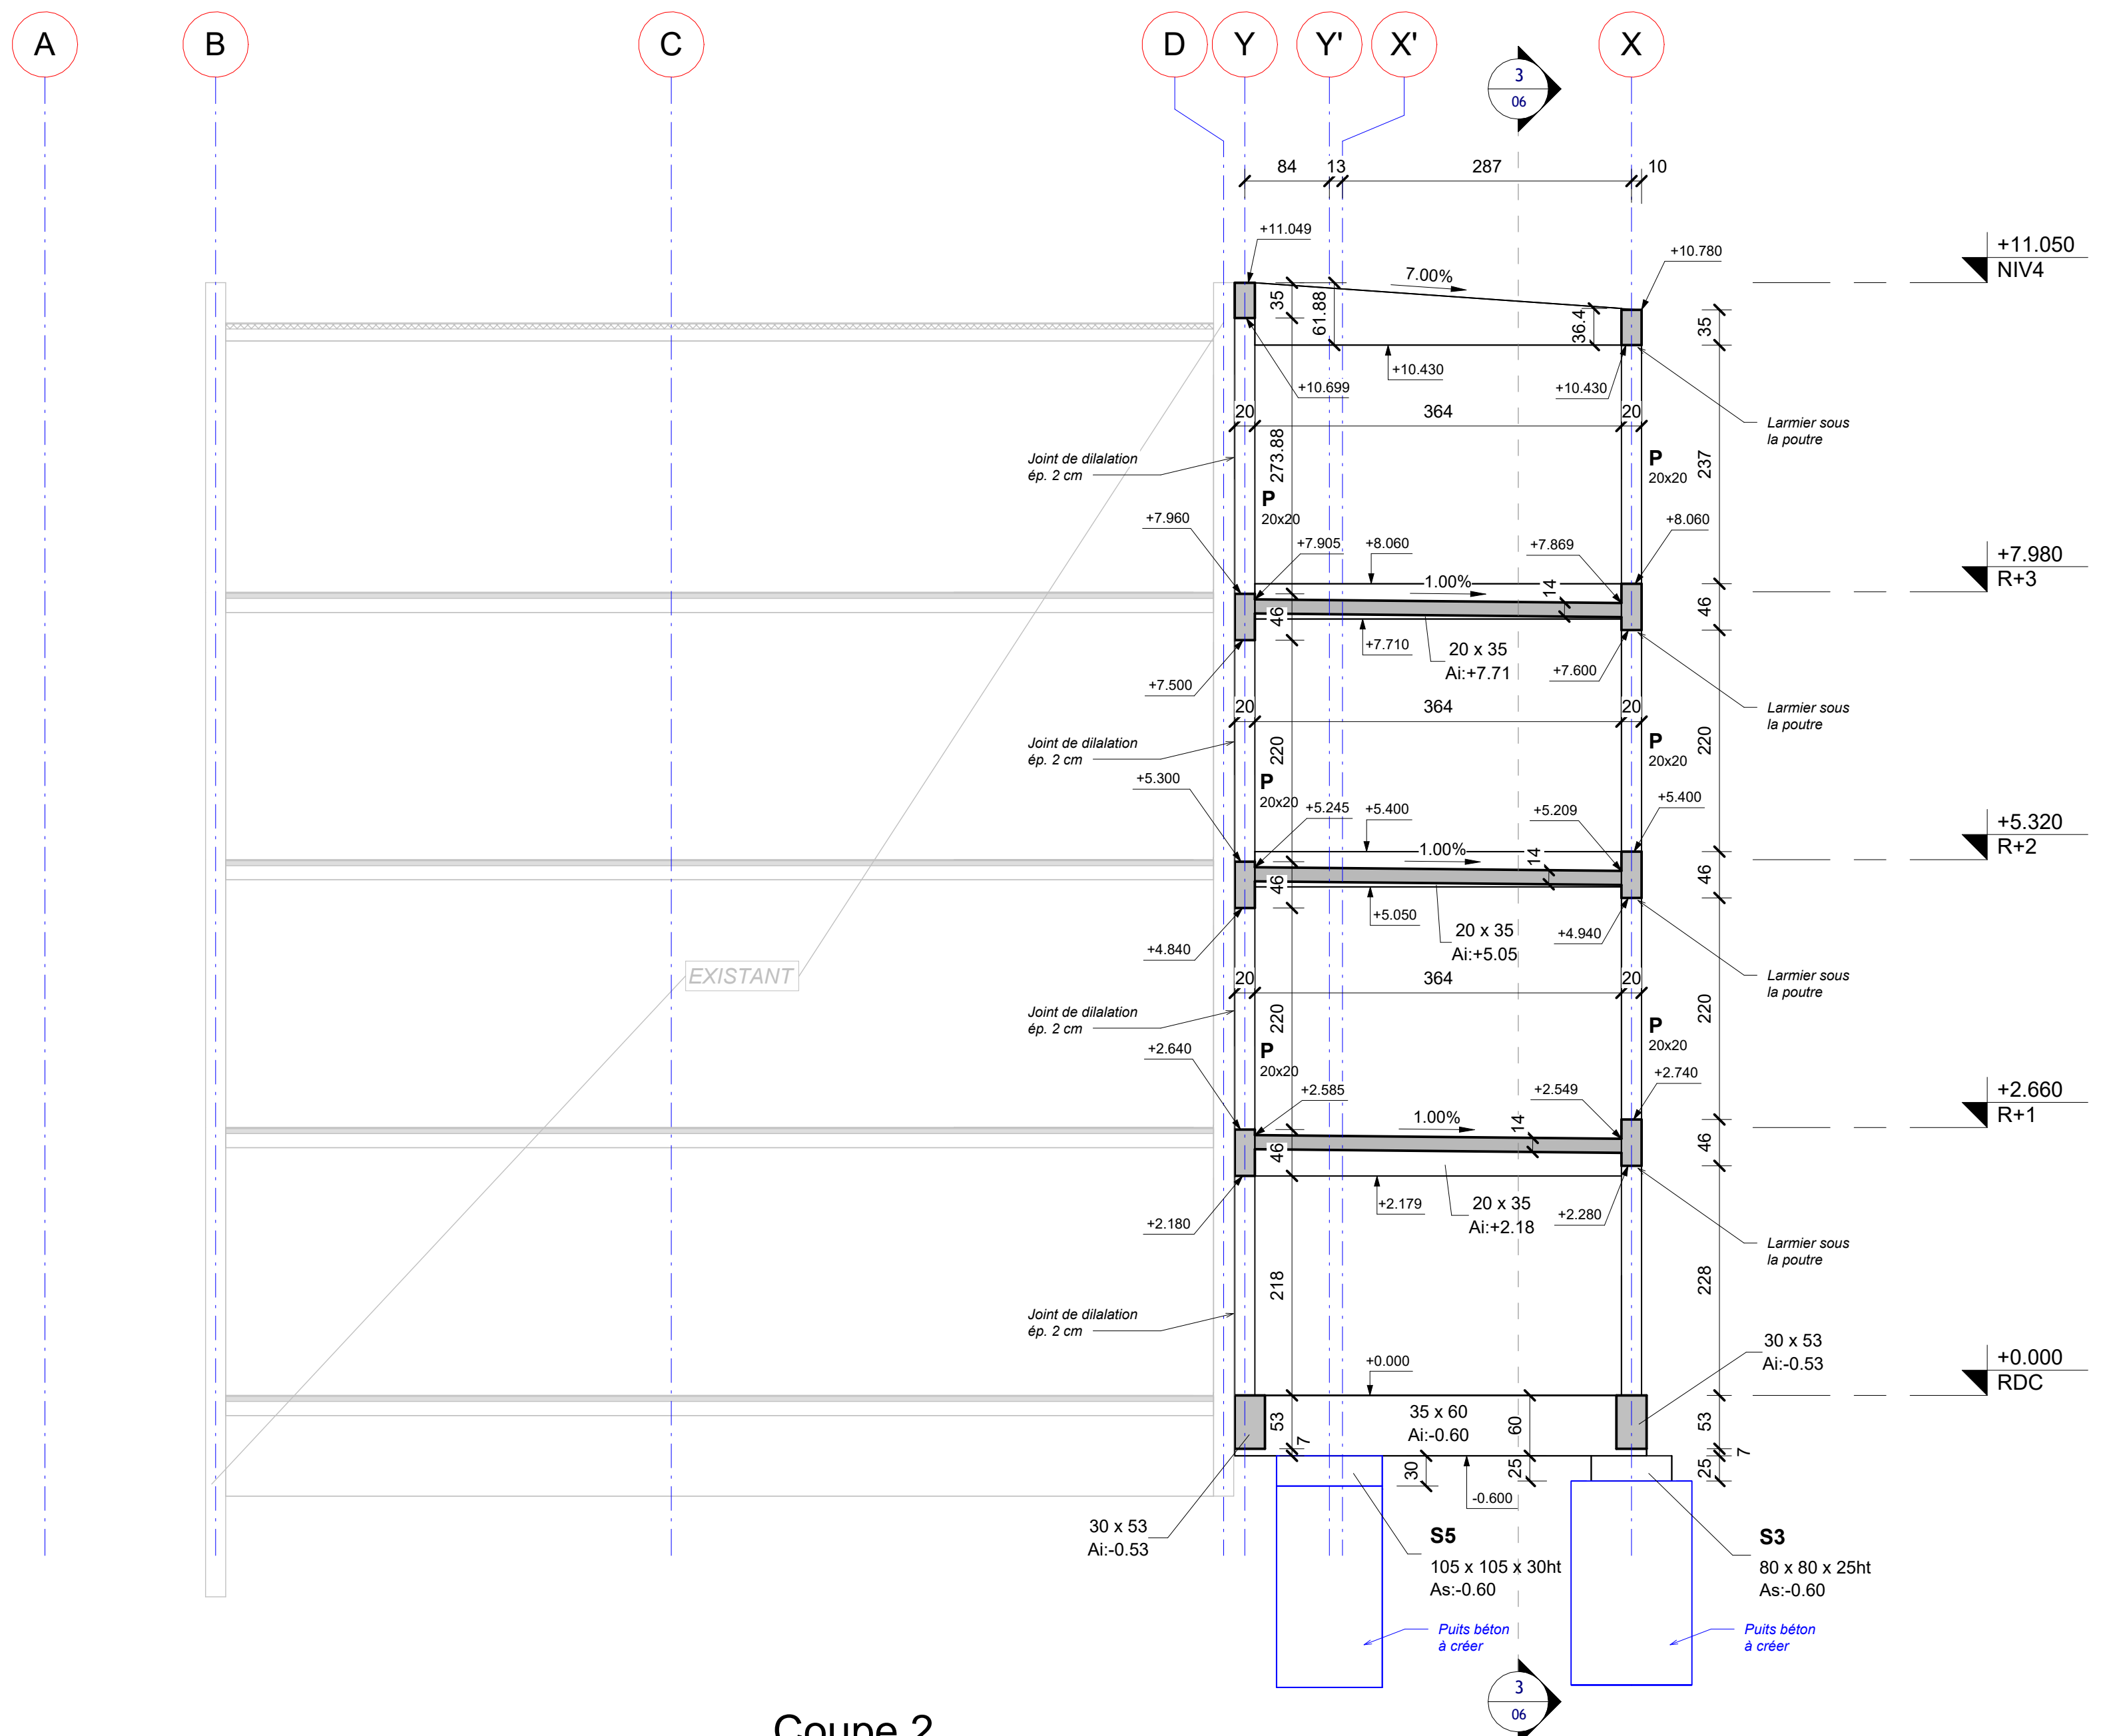 A
B
C
D
Y
Y'
X'
X
3
06
84
13
287
10
+11.049
7.00%
+10.780
+11.050
NIV4
35
61.88
36.4
35
+10.430
+10.699
+10.430
20
364
20
Larmier sous
la poutre
Joint de dilalation
ép. 2 cm
273.88
P
20x20
237
P
20x20
+7.960
+7.905
+8.060
+7.869
+8.060
+7.980
R+3
1.00%
14
46
46
+7.710
20 x 35
Ai:+7.71
+7.600
+7.500
20
364
20
Larmier sous
la poutre
Joint de dilalation
ép. 2 cm
220
P
20x20
220
+5.300
P
20x20
+5.245
+5.400
+5.209
+5.400
+5.320
R+2
1.00%
14
46
46
+5.050
20 x 35
Ai:+5.05
+4.940
+4.840
EXISTANT
20
364
20
Larmier sous
la poutre
Joint de dilalation
ép. 2 cm
220
P
20x20
220
+2.640
P
20x20
+2.585
+2.549
+2.740
+2.660
R+1
1.00%
14
46
46
+2.179
20 x 35
Ai:+2.18
+2.280
+2.180
Larmier sous
la poutre
218
228
Joint de dilalation
ép. 2 cm
+0.000
30 x 53
Ai:-0.53
+0.000
RDC
53
7
35 x 60
Ai:-0.60
60
53
7
30
25
25
-0.600
30 x 53
Ai:-0.53
S5
105 x 105 x 30ht
As:-0.60
S3
80 x 80 x 25ht
As:-0.60
Puits béton
à créer
Puits béton
à créer
3
06
Coupe 2